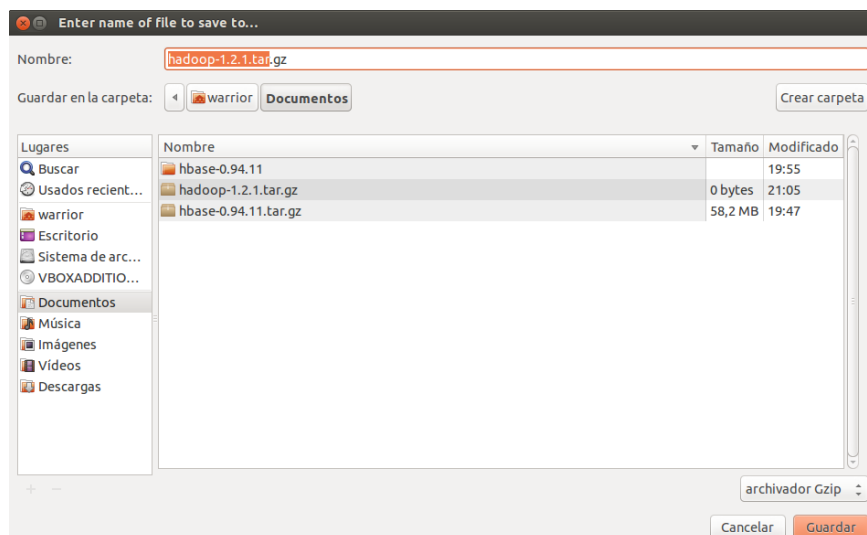 Enter name of file to save to...
Nombre: hadoop-1.2.1.tar.gz
Guardar en la carpeta: warrior Documentos Crear carpeta
Lugares Nombre Tamaño Modificado
Buscar hbase-0.94.11 19:55
Usados recient... hadoop-1.2.1.tar.gz 0 bytes 21:05
warrior hbase-0.94.11.tar.gz 58,2 MB 19:47
Escritorio
Sistema de arc...
VBOXADDITIO...
Documentos
Música
Imágenes
Vídeos
Descargas
archivador Gzip
Cancelar Guardar